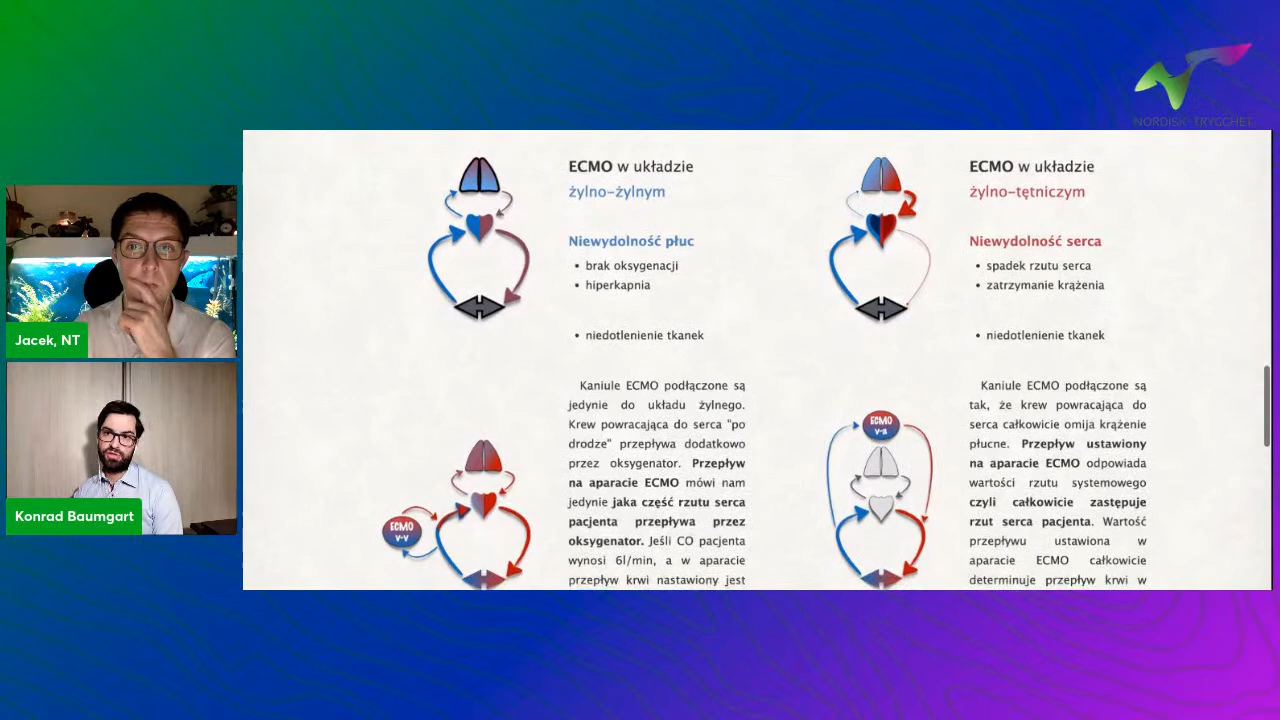 NORDISK TRYGGHET
Jacek, NT
Konrad Baumgart
ECMO w układzie
żylno-żylnym
Niewydolność płuc
• brak oksygenacji
• hiperkapnia
• niedotlenienie tkanek
Kaniule ECMO podłączone są
jedynie do układu żylnego.
Krew powracająca do serca "po
drodze" przepływa dodatkowo
przez oksygenator. Przepływ
na aparacie ECMO mówi nam
jedynie jaka część rzutu serca
pacjenta przepływa przez
oksygenator. Jeśli CO pacjenta
wynosi 6l/min, a w aparacie
przepływ krwi nastawiony jest
ECMO
V-V
ECMO w układzie
żylno-tętniczym
Niewydolność serca
• spadek rzutu serca
• zatrzymanie krążenia
• niedotlenienie tkanek
Kaniule ECMO podłączone są
tak, że krew powracająca do
serca całkowicie omija krążenie
płucne. Przepływ ustawiony
na aparacie ECMO odpowiada
wartości rzutu systemowego
czyli całkowicie zastępuje
rzut serca pacjenta. Wartość
przepływu ustawiona w
aparacie ECMO całkowicie
determinuje przepływ krwi w
ECMO
V-a